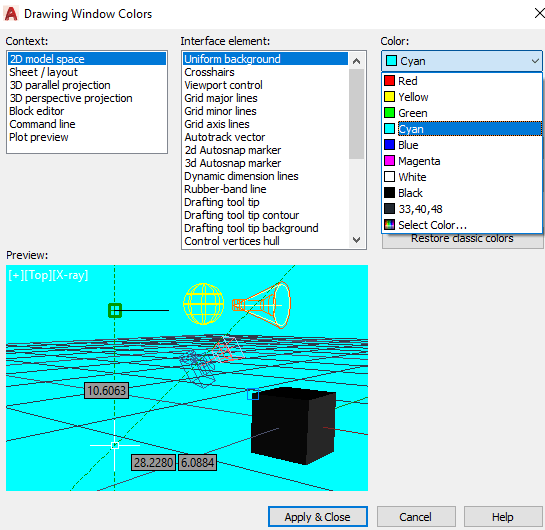 Drawing Window Colors
Context:
2D model space
Sheet / layout
3D parallel projection
3D perspective projection
Block editor
Command line
Plot preview
Interface element:
Uniform background
Crosshairs
Viewport control
Grid major lines
Grid minor lines
Grid axis lines
Autotrack vector
2d Autosnap marker
3d Autosnap marker
Dynamic dimension lines
Rubber-band line
Drafting tool tip
Drafting tool tip contour
Drafting tool tip background
Control vertices hull
Color:
Cyan
Red
Yellow
Green
Cyan
Blue
Magenta
White
Black
33,40,48
Select Color...
Restore classic colors
Preview:
[+][Top][X-ray]
10.6063
28.2280 6.0884
Apply & Close
Cancel
Help